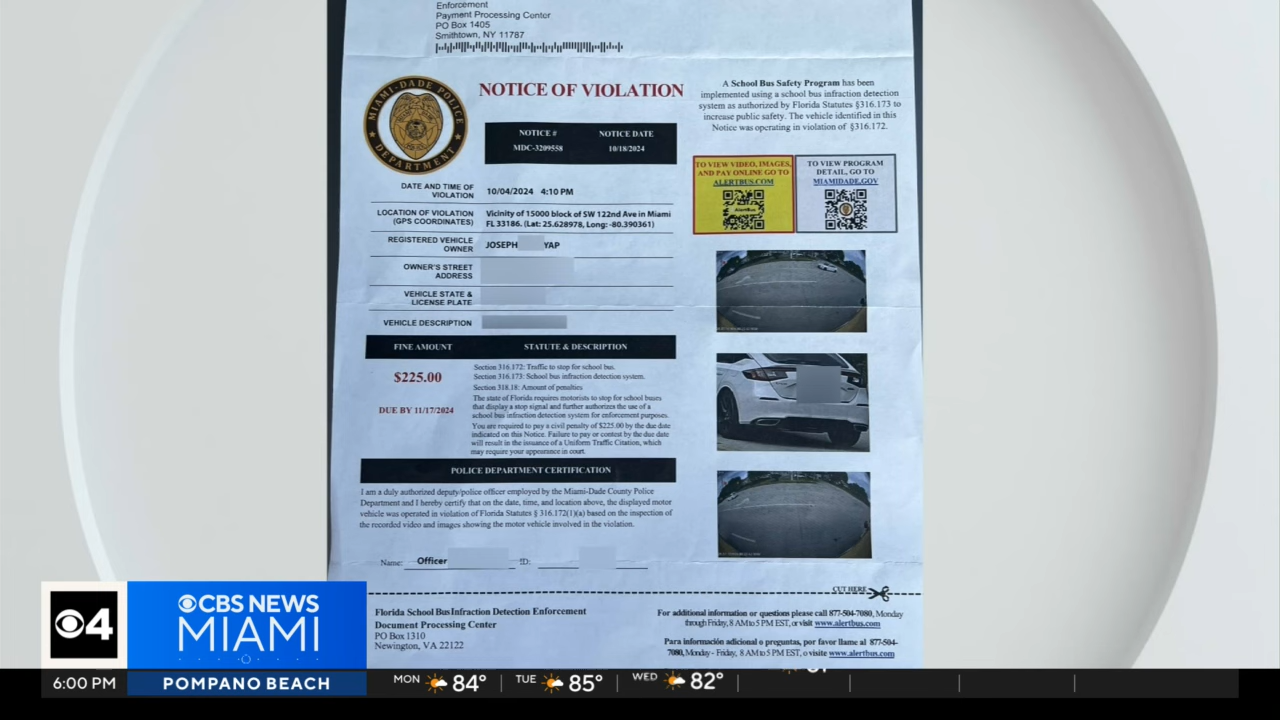 Enforcement
Payment Processing Center
PO Box 1405
Smithtown, NY 11787
MIAMI-DADE POLICE
DEPARTMENT
NOTICE OF VIOLATION
NOTICE #
NOTICE DATE
MDC-3209558
10/18/2024
A School Bus Safety Program has been
implemented using a school bus infraction detection
system as authorized by Florida Statutes §316.173 to
increase public safety. The vehicle identified in this
Notice was operating in violation of §316.172.
TO VIEW VIDEO, IMAGES,
AND PAY ONLINE GO TO
ALERTBUS.COM
AlertBus
TO VIEW PROGRAM
DETAIL, GO TO
MIAMIDADE.GOV
DATE AND TIME OF
VIOLATION
10/04/2024 4:10 PM
LOCATION OF VIOLATION
(GPS COORDINATES)
Vicinity of 15000 block of SW 122nd Ave in Miami
FL 33186. (Lat: 25.628978, Long: -80.390361)
REGISTERED VEHICLE
OWNER
JOSEPH YAP
OWNER'S STREET
ADDRESS
VEHICLE STATE &
LICENSE PLATE
VEHICLE DESCRIPTION
FINE AMOUNT
STATUTE & DESCRIPTION
$225.00
DUE BY 11/17/2024
Section 316.172: Traffic to stop for school bus.
Section 316.173: School bus infraction detection system.
Section 318.18: Amount of penalties
The state of Florida requires motorists to stop for school buses
that display a stop signal and further authorizes the use of a
school bus infraction detection system for enforcement purposes.
You are required to pay a civil penalty of $225.00 by the due date
indicated on this Notice. Failure to pay or contest by the due date
will result in the issuance of a Uniform Traffic Citation, which
may require your appearance in court.
POLICE DEPARTMENT CERTIFICATION
I am a duly authorized deputy/police officer employed by the Miami-Dade County Police
Department and I hereby certify that on the date, time, and location above, the displayed motor
vehicle was operated in violation of Florida Statutes § 316.172(1)(a) based on the inspection of
the recorded video and images showing the motor vehicle involved in the violation.
Name: Officer
ID:
CUT HERE
Florida School Bus Infraction Detection Enforcement
Document Processing Center
PO Box 1310
Newington, VA 22122
For additional information or questions please call 877-504-7080, Monday
through Friday, 8 AM to 5 PM EST, or visit www.alertbus.com
Para información adicional o preguntas, por favor llame al 877-504-
7080, Monday - Friday, 8 AM to 5 PM EST, o visite www.alertbus.com
4
CBS NEWS
MIAMI
6:00 PM
POMPANO BEACH
MON 84°
TUE 85°
WED 82°